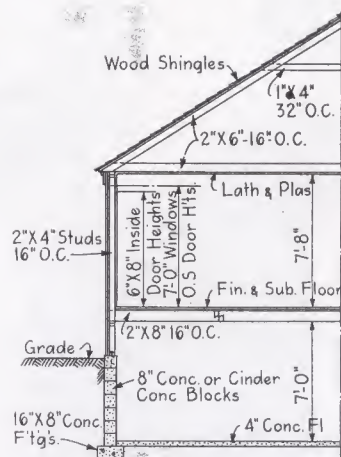 Wood Shingles
1"X4"
32" O.C.
2"X6"-16" O.C.
Lath & Plas
2"X4" Studs
16" O.C.
6"X8" Inside
Door Heights
7'-0" Windows
O.S Door H'ts.
7'-8"
Fin. & Sub. Floor
2"X8" 16" O.C.
Grade
8" Conc. or Cinder
Conc Blocks
7'-0"
16"X8" Conc.
F'tg's.
4" Conc. Fl